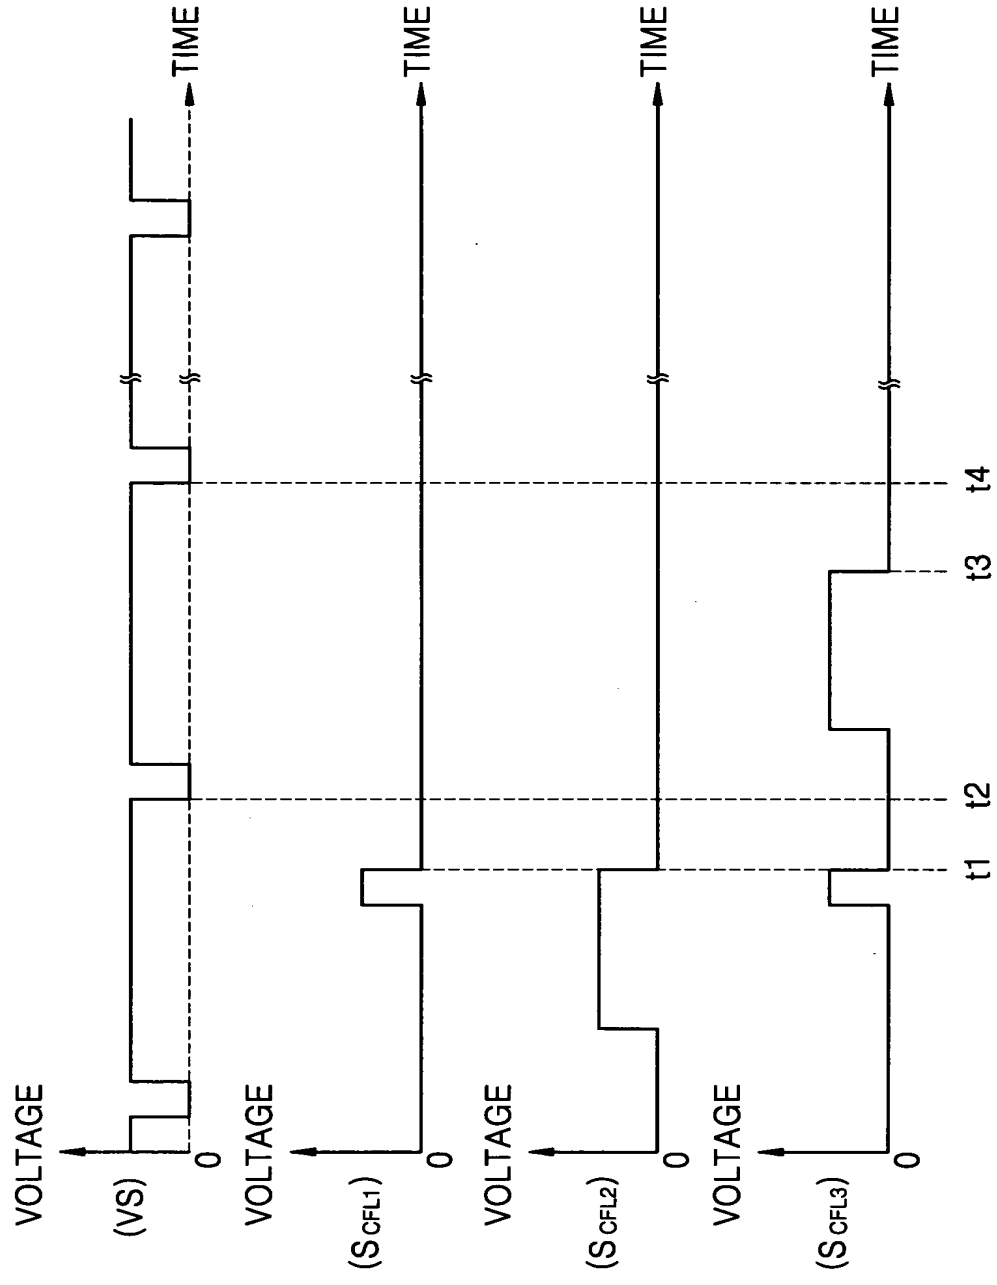 VOLTAGE
(VS)
0
TIME
VOLTAGE
(SCFL1)
0
TIME
VOLTAGE
(SCFL2)
0
TIME
VOLTAGE
(SCFL3)
0
TIME
t1 t2 t3 t4